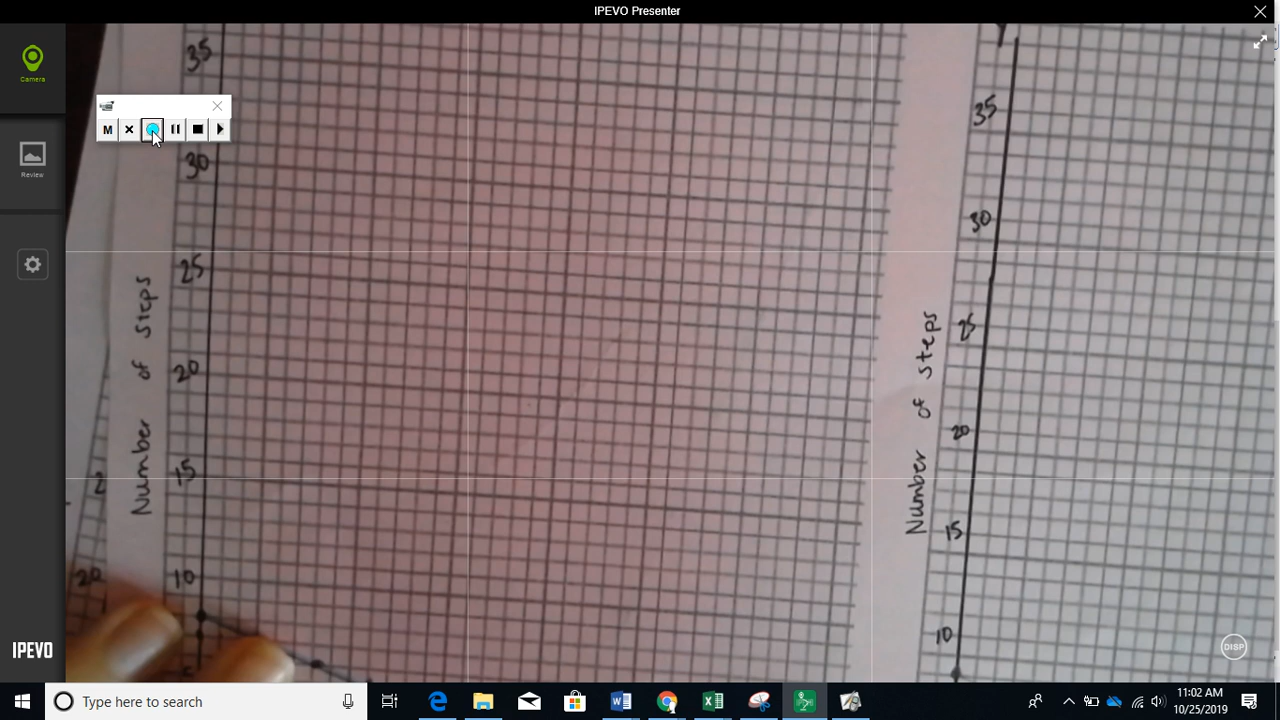 IPEVO Presenter
Camera
Review
IPEVO
M
35
30
25
20
15
10
Number of steps
2
20
35
30
25
20
15
10
Number of steps
DISP
Type here to search
11:02 AM
10/25/2019